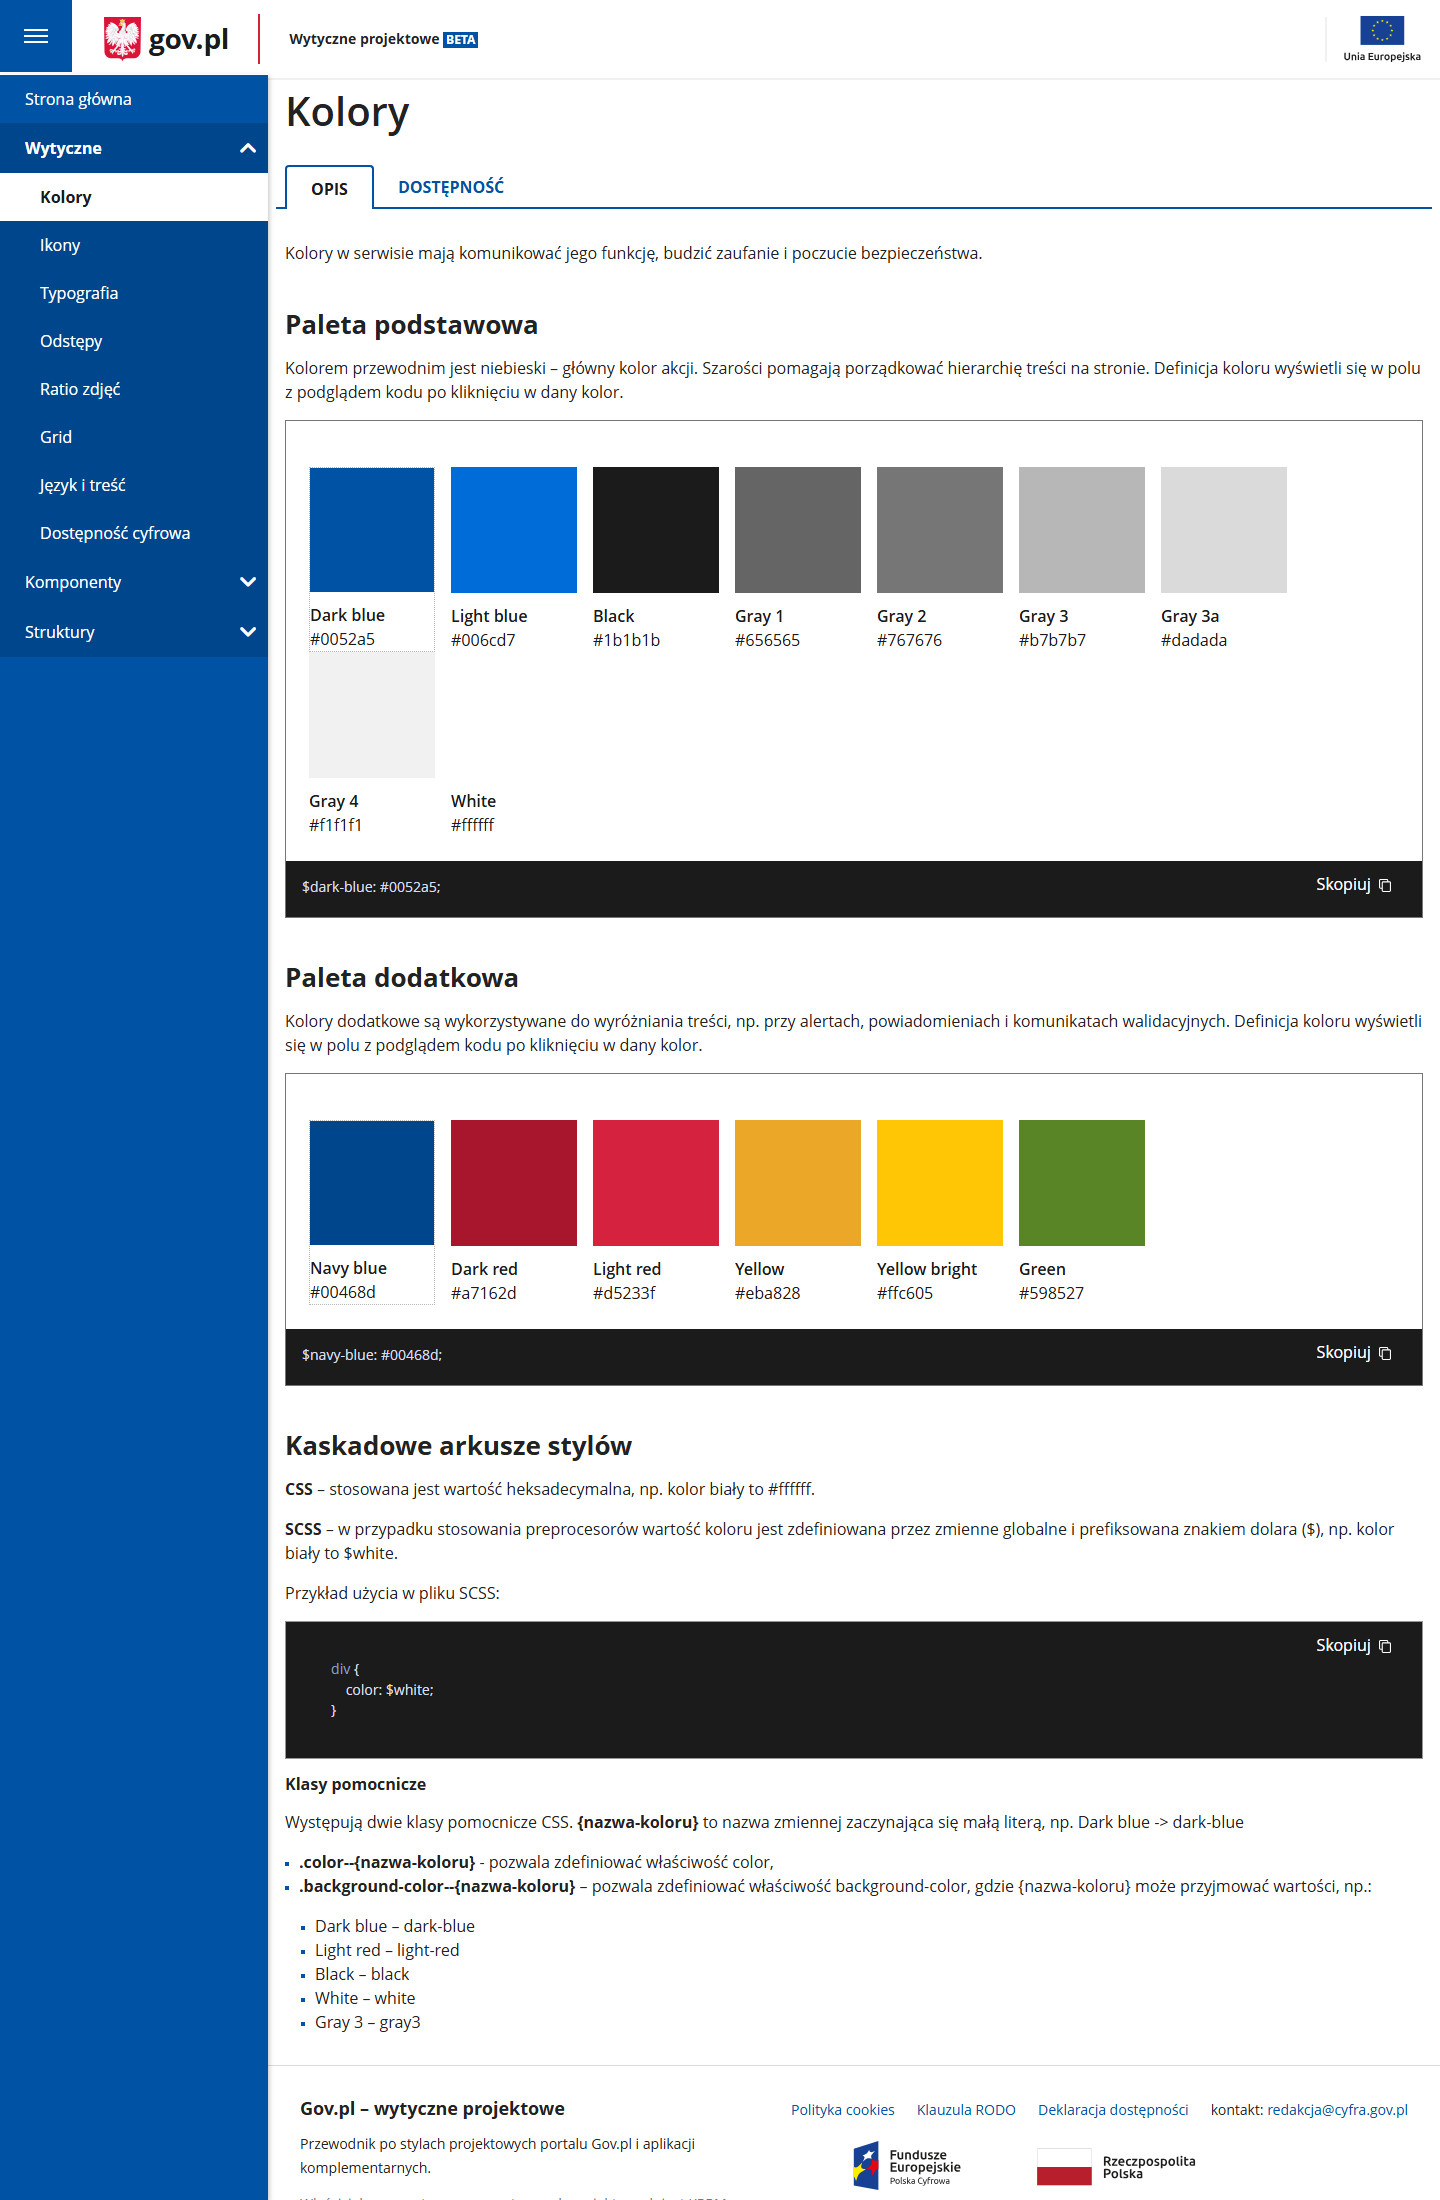 gov.pl
Wytyczne projektowe BETA
Unia Europejska
Strona główna
Wytyczne
Kolory
Ikony
Typografia
Odstępy
Ratio zdjęć
Grid
Język i treść
Dostępność cyfrowa
Komponenty
Struktury
Kolory
OPIS
DOSTĘPNOŚĆ
Kolory w serwisie mają komunikować jego funkcję, budzić zaufanie i poczucie bezpieczeństwa.
Paleta podstawowa
Kolorem przewodnim jest niebieski – główny kolor akcji. Szarości pomagają porządkować hierarchię treści na stronie. Definicja koloru wyświetli się w polu
z podglądem kodu po kliknięciu w dany kolor.
Dark blue
#0052a5
Light blue
#006cd7
Black
#1b1b1b
Gray 1
#656565
Gray 2
#767676
Gray 3
#b7b7b7
Gray 3a
#dadada
Gray 4
#f1f1f1
White
#ffffff
$dark-blue: #0052a5;
Skopiuj
Paleta dodatkowa
Kolory dodatkowe są wykorzystywane do wyróżniania treści, np. przy alertach, powiadomieniach i komunikatach walidacyjnych. Definicja koloru wyświetli
się w polu z podglądem kodu po kliknięciu w dany kolor.
Navy blue
#00468d
Dark red
#a7162d
Light red
#d5233f
Yellow
#eba828
Yellow bright
#ffc605
Green
#598527
$navy-blue: #00468d;
Skopiuj
Kaskadowe arkusze stylów
CSS – stosowana jest wartość heksadecymalna, np. kolor biały to #ffffff.
SCSS – w przypadku stosowania preprocesorów wartość koloru jest zdefiniowana przez zmienne globalne i prefiksowana znakiem dolara ($), np. kolor
biały to $white.
Przykład użycia w pliku SCSS:
Skopiuj
div {
color: $white;
}
Klasy pomocnicze
Występują dwie klasy pomocnicze CSS. {nazwa-koloru} to nazwa zmiennej zaczynająca się małą literą, np. Dark blue -> dark-blue
.color--{nazwa-koloru} - pozwala zdefiniować właściwość color,
.background-color--{nazwa-koloru} – pozwala zdefiniować właściwość background-color, gdzie {nazwa-koloru} może przyjmować wartości, np.:
Dark blue – dark-blue
Light red – light-red
Black – black
White – white
Gray 3 – gray3
Gov.pl – wytyczne projektowe
Przewodnik po stylach projektowych portalu Gov.pl i aplikacji
komplementarnych.
Polityka cookies
Klauzula RODO
Deklaracja dostępności
kontakt: redakcja@cyfra.gov.pl
Fundusze
Europejskie
Polska Cyfrowa
Rzeczpospolita
Polska